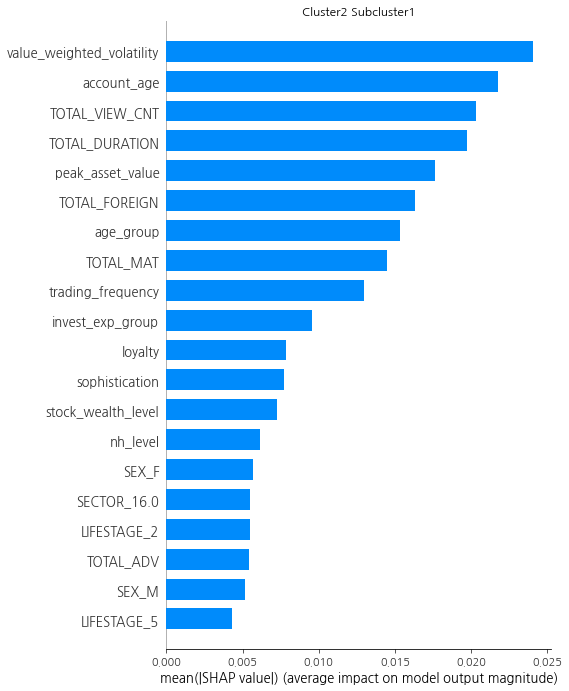 Cluster2 Subcluster1
value_weighted_volatility
account_age
TOTAL_VIEW_CNT
TOTAL_DURATION
peak_asset_value
TOTAL_FOREIGN
age_group
TOTAL_MAT
trading_frequency
invest_exp_group
loyalty
sophistication
stock_wealth_level
nh_level
SEX_F
SECTOR_16.0
LIFESTAGE_2
TOTAL_ADV
SEX_M
LIFESTAGE_5
0.000 0.005 0.010 0.015 0.020 0.025
mean(|SHAP value|) (average impact on model output magnitude)